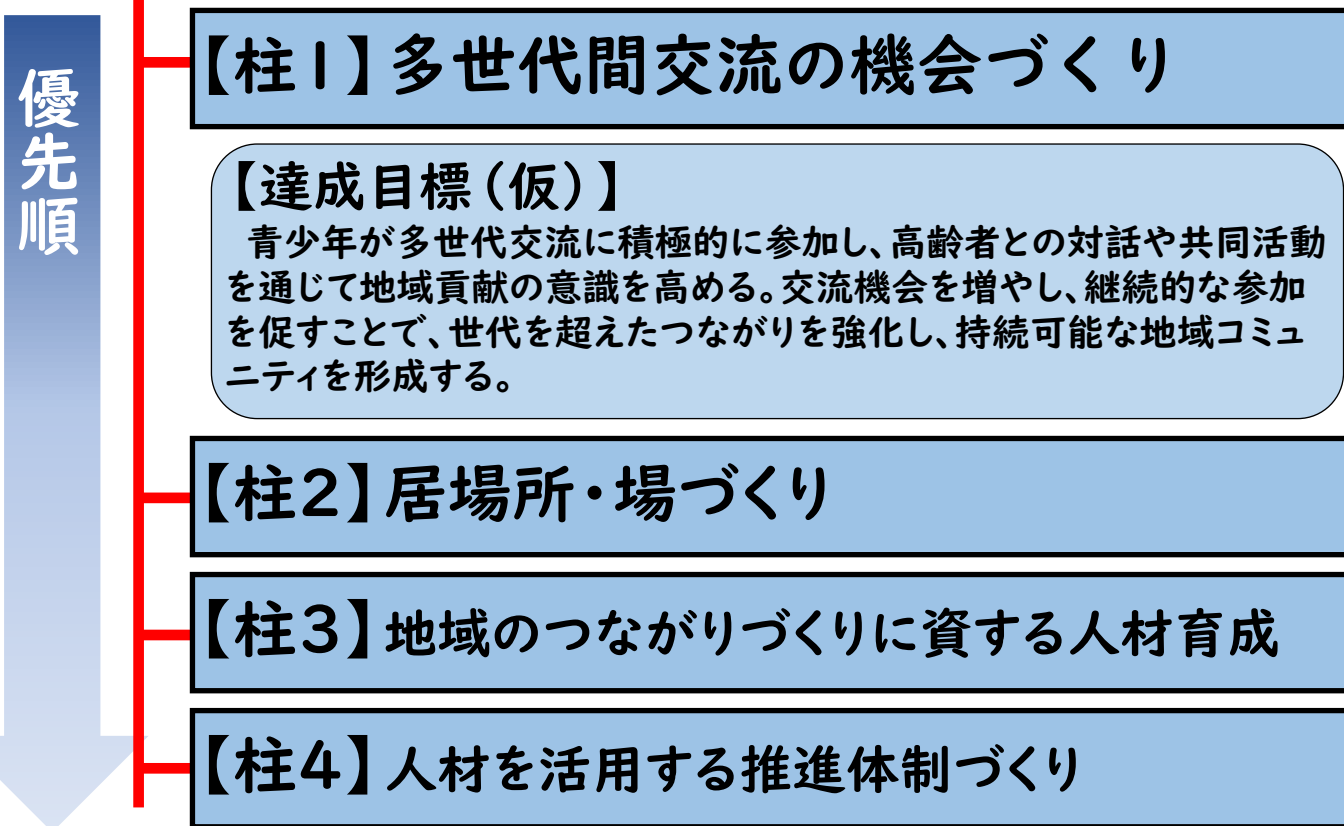 優先順
【柱1】多世代間交流の機会づくり
【達成目標(仮)】
青少年が多世代交流に積極的に参加し、高齢者との対話や共同活動
を通じて地域貢献の意識を高める。交流機会を増やし、継続的な参加
を促すことで、世代を超えたつながりを強化し、持続可能な地域コミュ
ニティを形成する。
【柱2】居場所・場づくり
【柱3】地域のつながりづくりに資する人材育成
【柱4】人材を活用する推進体制づくり